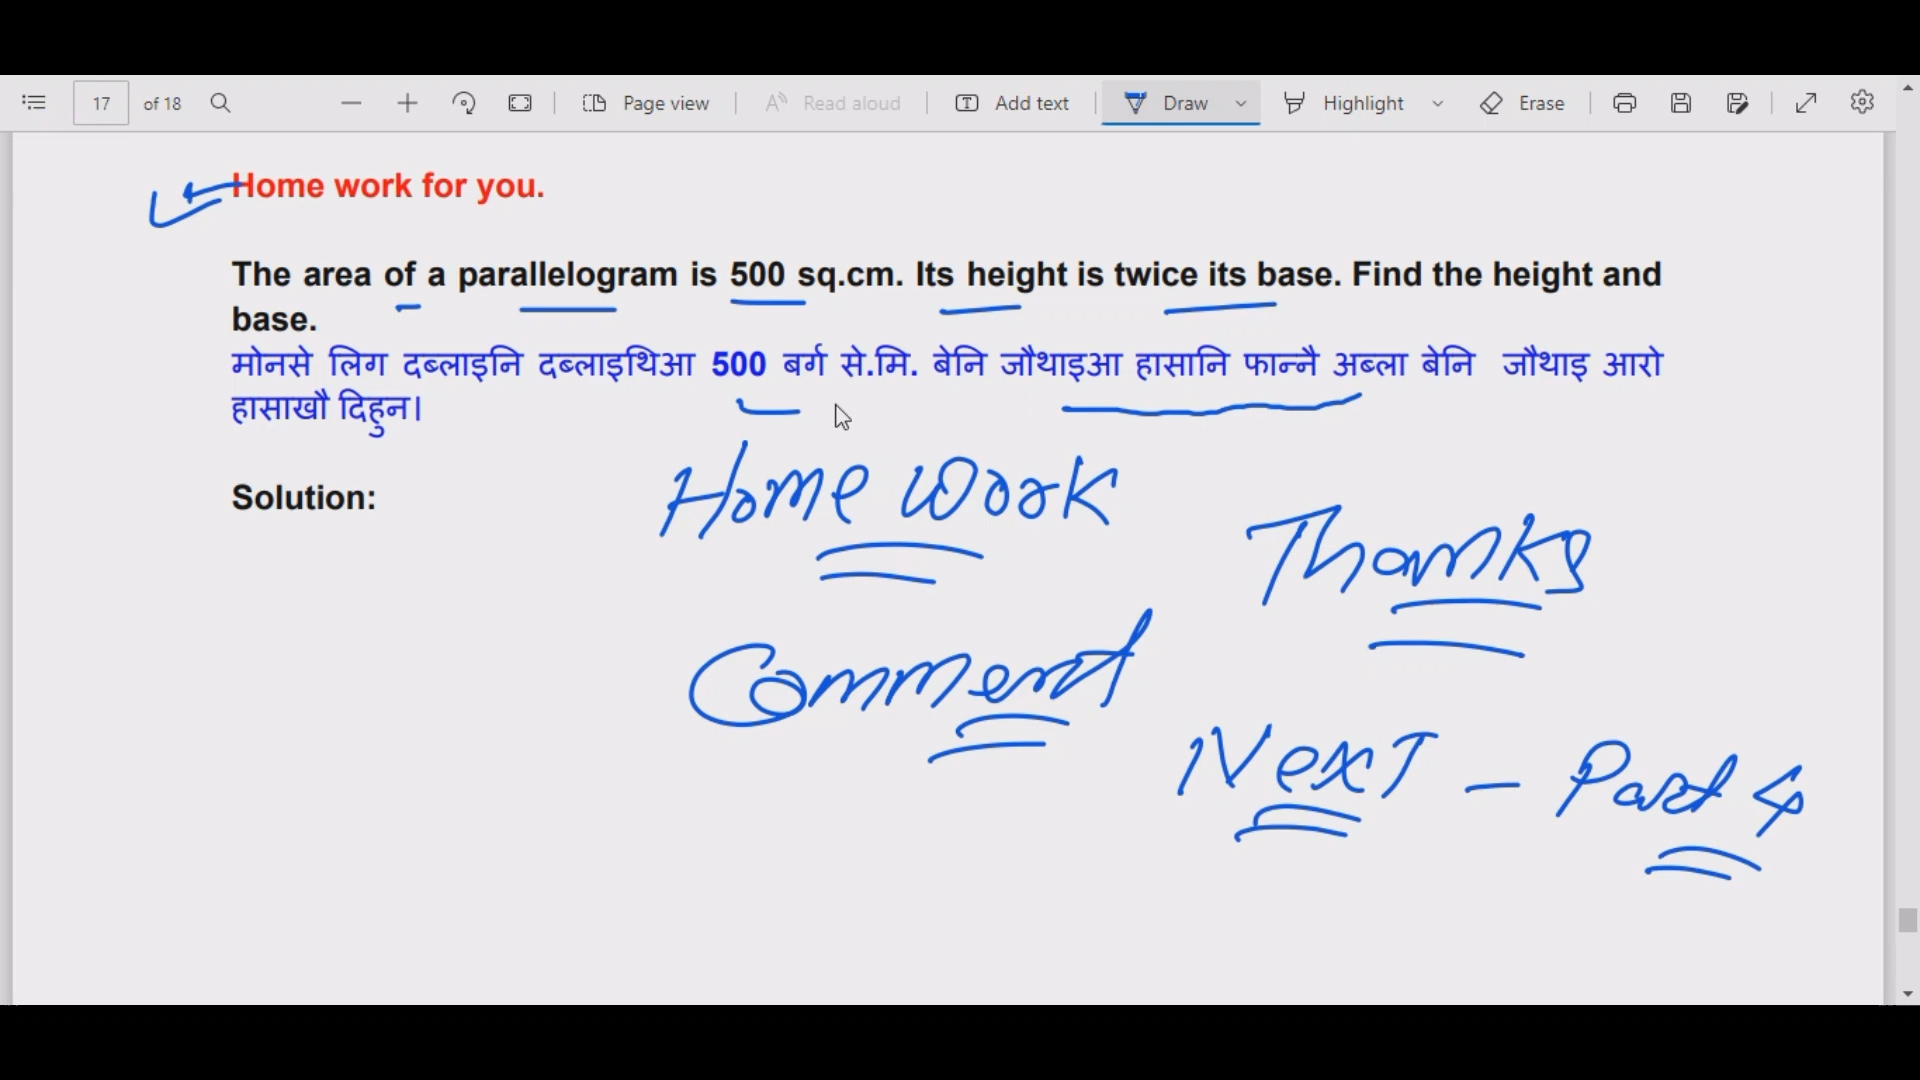 17 of 18 Page view Read aloud Add text Draw Highlight Erase
Home work for you.
The area of a parallelogram is 500 sq.cm. Its height is twice its base. Find the height and
base.
मोनसे लिग दब्लाइनि दब्लाइथिआ 500 बर्ग से.मि. बेनि जौथाइआ हासानि फान्नै अब्ला बेनि जौथाइ आरो
हासाखौ दिहुन।
Solution:
Home Work
Thanks
Comment
Next - Part 4